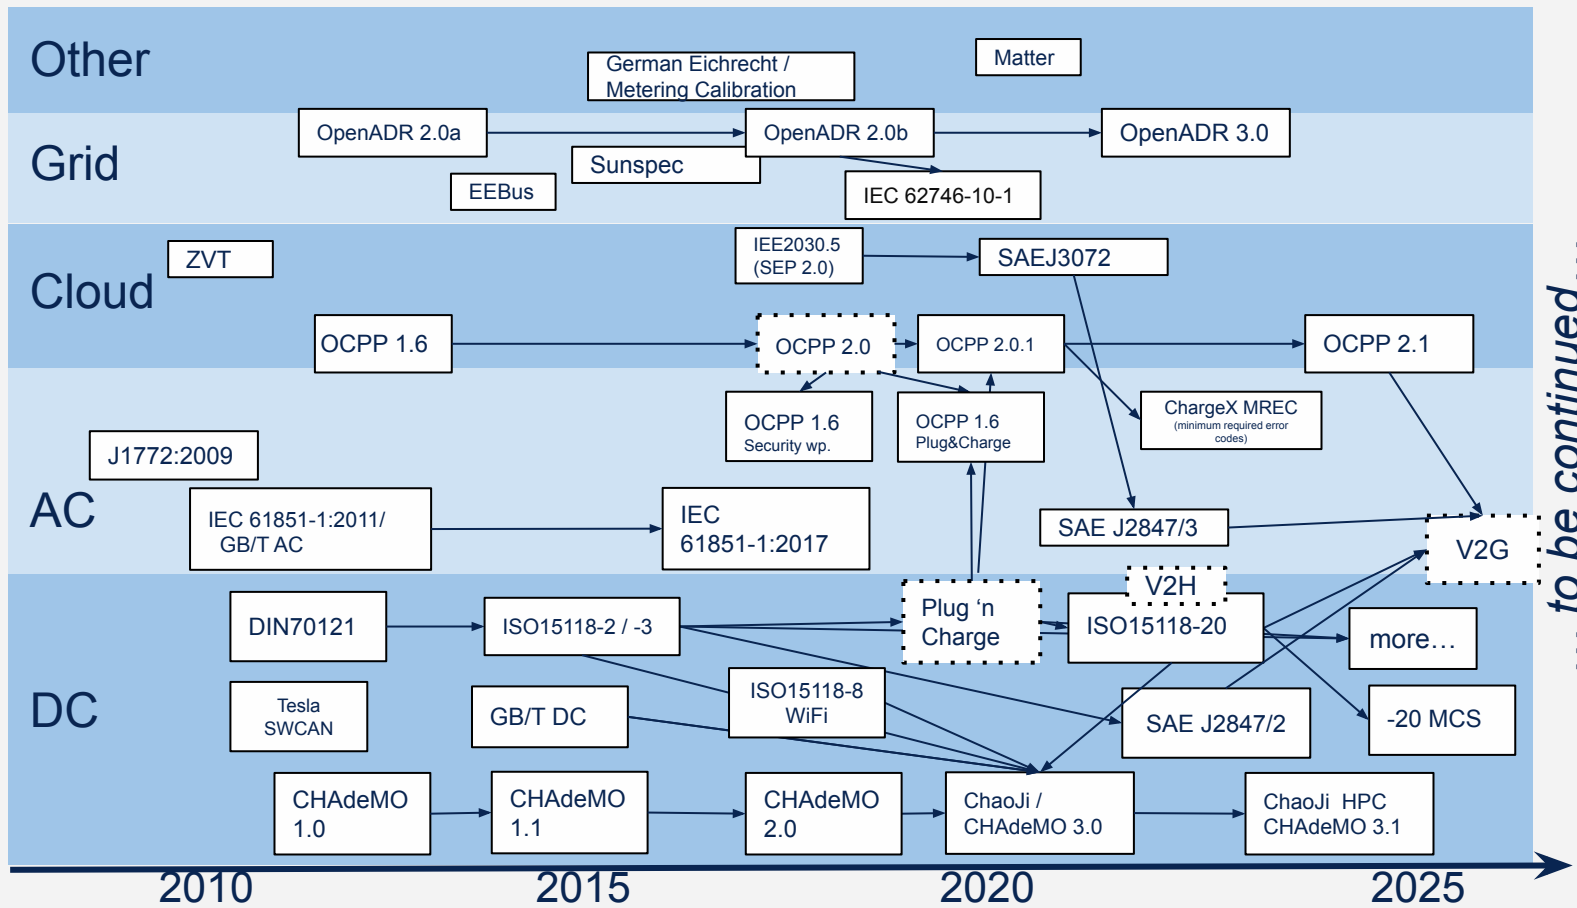 Other
German Eichrecht /
Metering Calibration
Matter
Grid
OpenADR 2.0a
OpenADR 2.0b
OpenADR 3.0
Sunspec
EEBus
IEC 62746-10-1
Cloud
ZVT
IEE2030.5
(SEP 2.0)
SAEJ3072
OCPP 1.6
OCPP 2.0
OCPP 2.0.1
OCPP 2.1
AC
OCPP 1.6
Security wp.
OCPP 1.6
Plug&Charge
ChargeX MREC
(minimum required error
codes)
J1772:2009
IEC 61851-1:2011/
GB/T AC
IEC
61851-1:2017
SAE J2847/3
V2G
DC
V2H
DIN70121
ISO15118-2 / -3
Plug ‘n
Charge
ISO15118-20
more…
Tesla
SWCAN
GB/T DC
ISO15118-8
WiFi
SAE J2847/2
-20 MCS
CHAdeMO
1.0
CHAdeMO
1.1
CHAdeMO
2.0
ChaoJi /
CHAdeMO 3.0
ChaoJi HPC
CHAdeMO 3.1
2010
2015
2020
2025
... to be continued ...